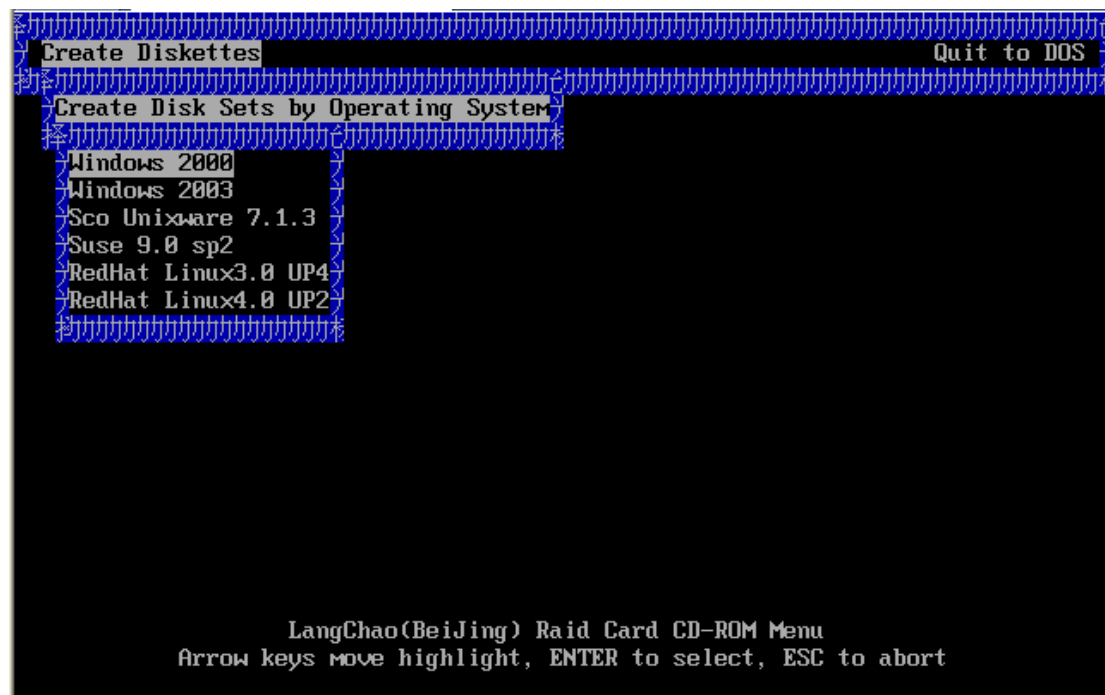 Create Diskettes Quit to DOS
Create Disk Sets by Operating System
Windows 2000
Windows 2003
Sco Unixware 7.1.3
Suse 9.0 sp2
RedHat Linux3.0 UP4
RedHat Linux4.0 UP2
LangChao(BeiJing) Raid Card CD-ROM Menu
Arrow keys move highlight, ENTER to select, ESC to abort